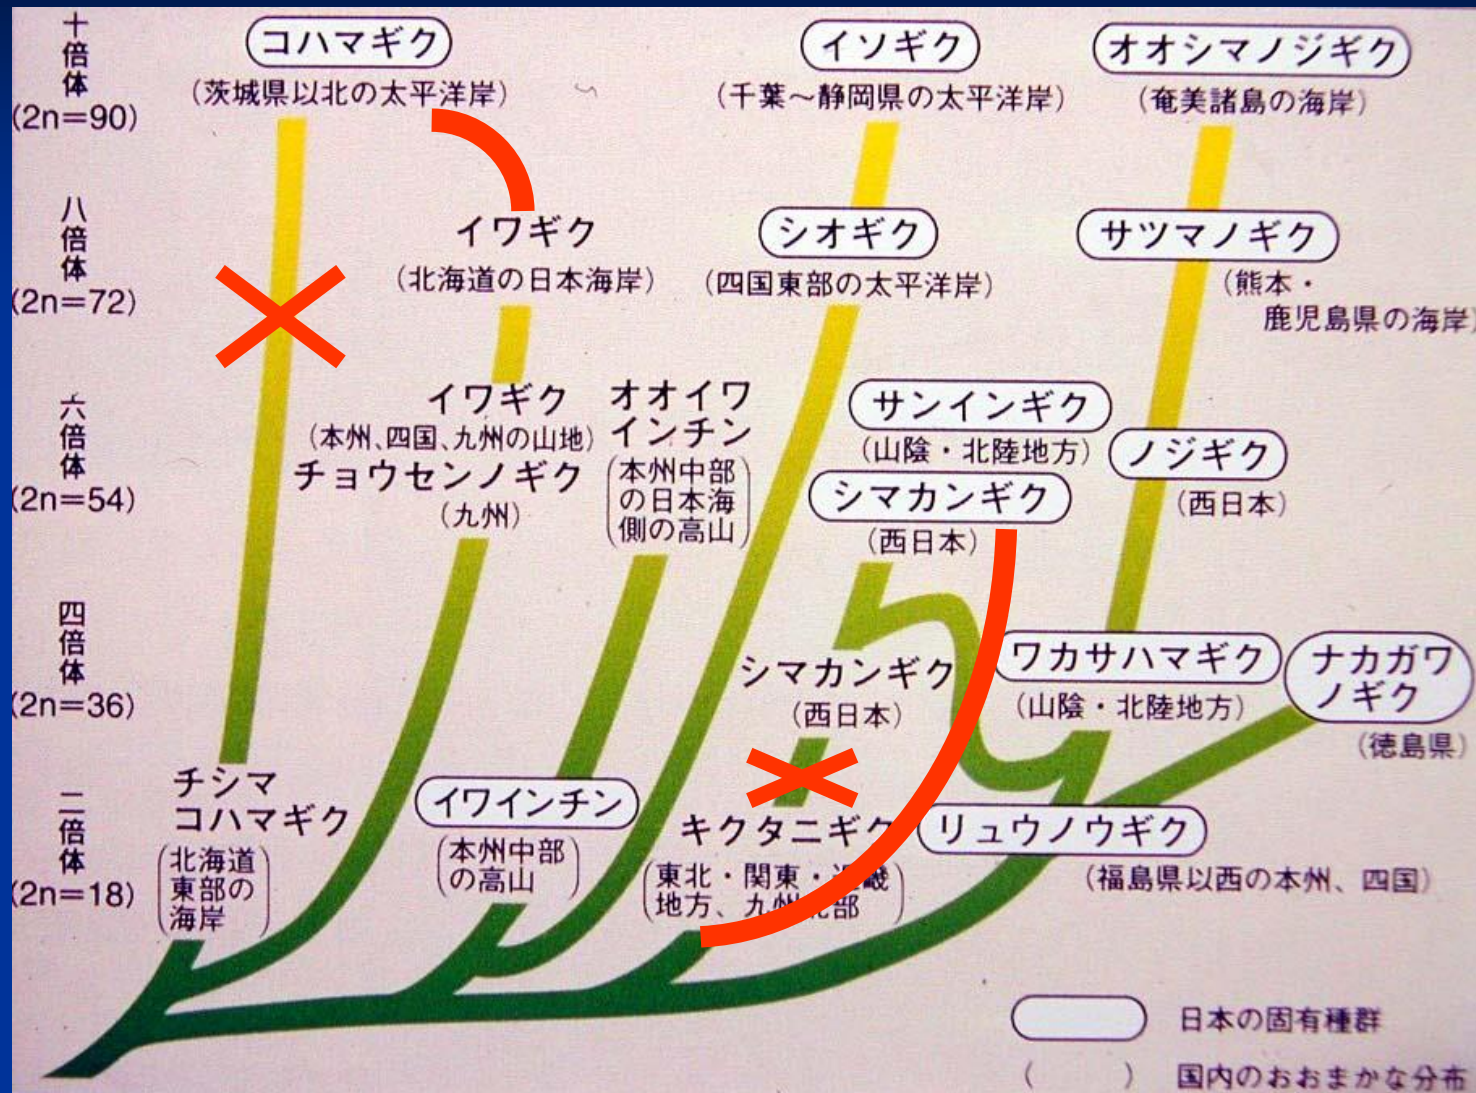 十倍体
(2n＝90)
コハマギク
(茨城県以北の太平洋岸)
イソギク
(千葉～静岡県の太平洋岸)
オオシマノジギク
(奄美諸島の海岸)
八倍体
(2n＝72)
イワギク
(北海道の日本海岸)
シオギク
(四国東部の太平洋岸)
サツマノギク
(熊本・
鹿児島県の海岸)
六倍体
(2n＝54)
イワギク
(本州、四国、九州の山地)
チョウセンノギク
(九州)
オオイワ
インチン
(本州中部
の日本海
側の高山)
サンインギク
(山陰・北陸地方)
シマカンギク
(西日本)
ノジギク
(西日本)
四倍体
(2n＝36)
シマカンギク
(西日本)
ワカサハマギク
(山陰・北陸地方)
ナカガワ
ノギク
(徳島県)
二倍体
(2n＝18)
チシマ
コハマギク
(北海道
東部の
海岸)
イワインチン
(本州中部
の高山)
キクタニギク
(東北・関東・近畿
地方、九州北部)
リュウノウギク
(福島県以西の本州、四国)
日本の固有種群
(　　) 国内のおおまかな分布